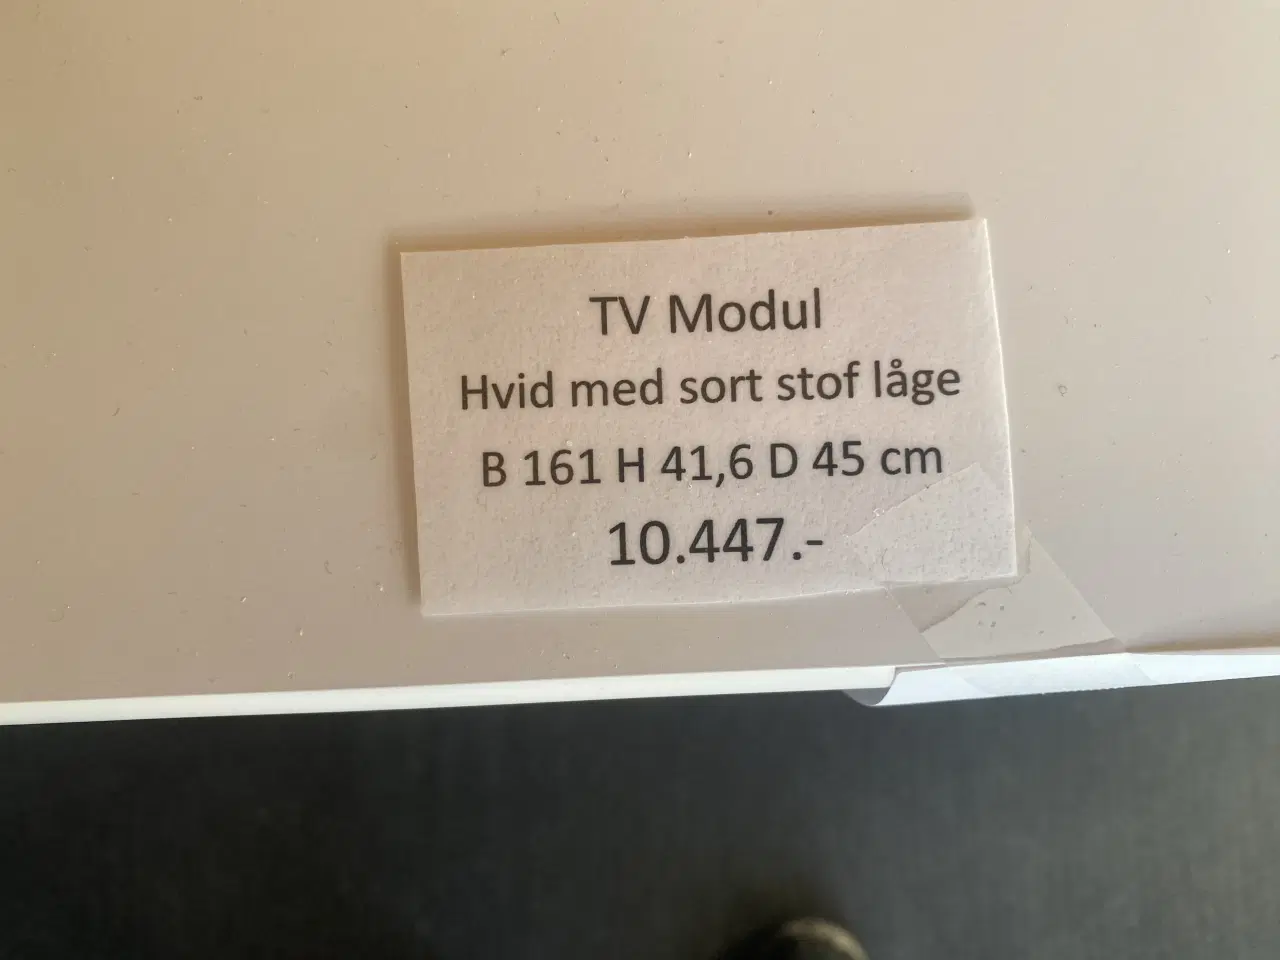 TV Modul
Hvid med sort stof låge
B 161 H 41,6 D 45 cm
10.447.-